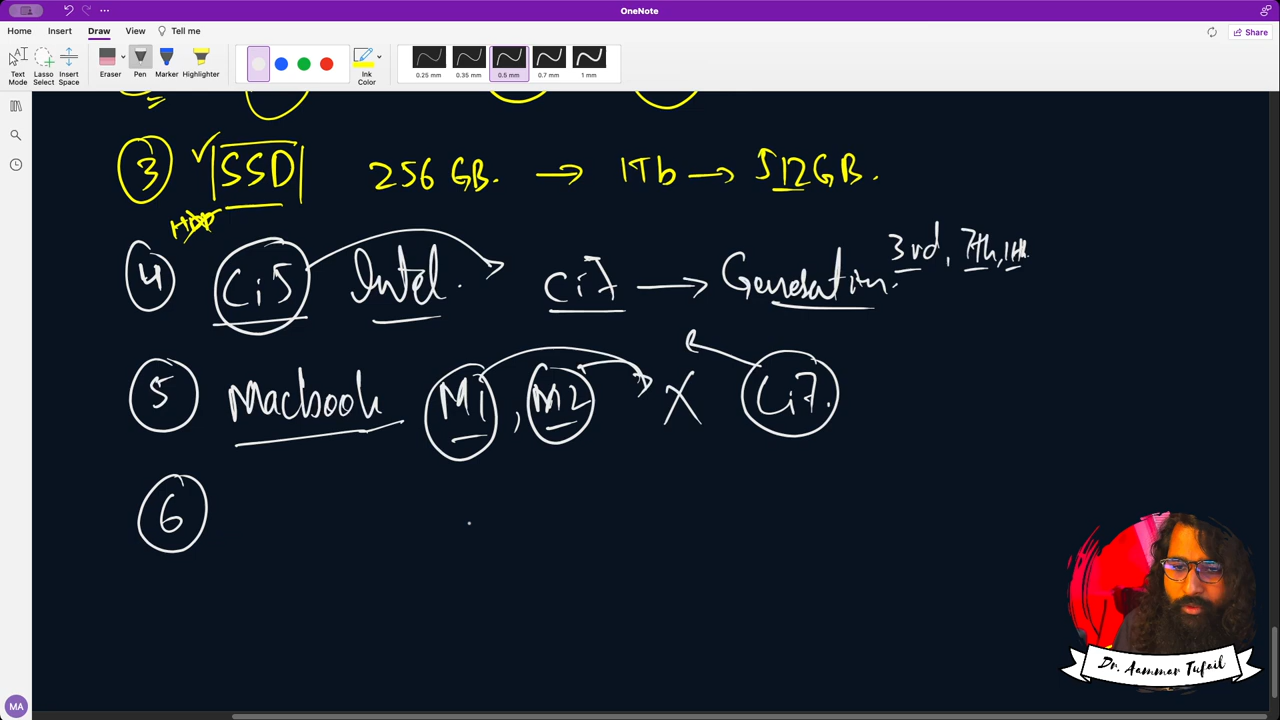 OneNote
Home Insert Draw View Tell me Share
Text Mode Lasso Select Insert Space Eraser Pen Marker Highlighter Ink Color 0.25 mm 0.35 mm 0.5 mm 0.7 mm 1 mm
3 SSD 256 GB. → 1Tb → 512GB.
HDD
4 Ci5 Intel. Ci7 → Generation. 3rd, 7th, 11th.
5 Macbook M1, M2 X Ci7.
6
Dr. Aammar Tufail
MA